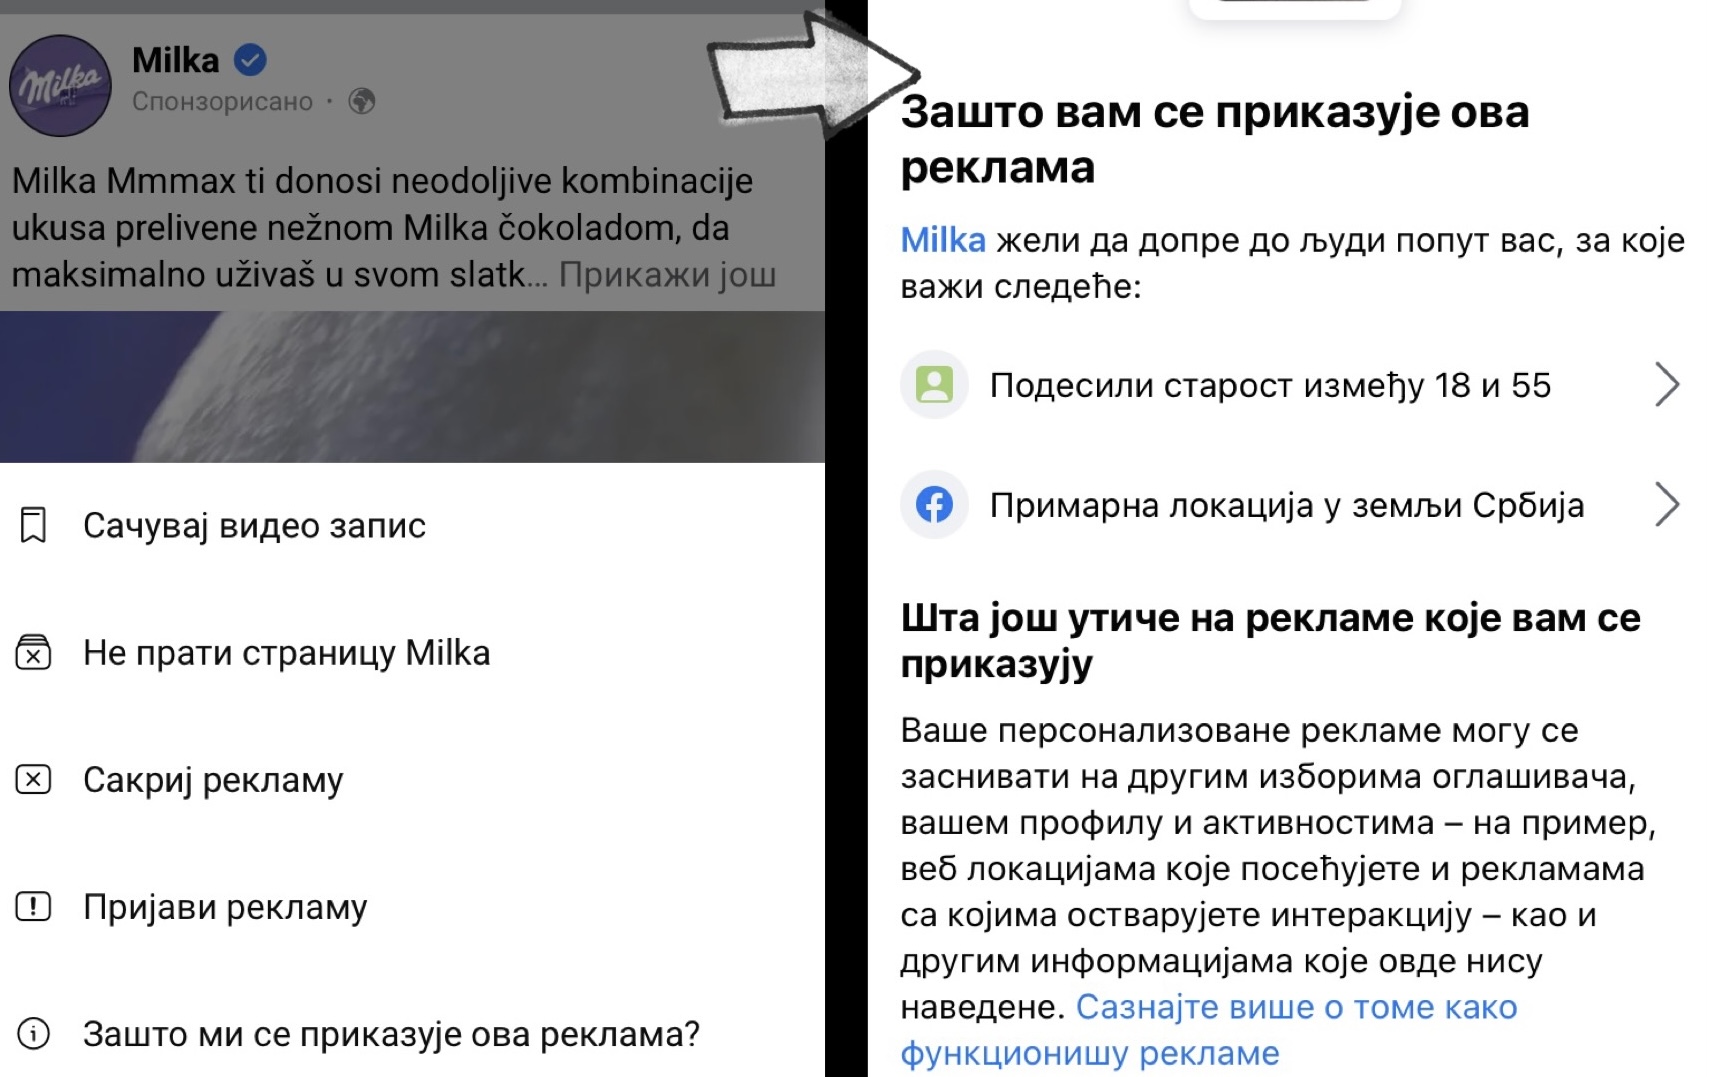 Milka
Milka
Спонзорисано ·
Milka Mmmax ti donosi neodoljive kombinacije
ukusa prelivene nežnom Milka čokoladom, da
maksimalno uživaš u svom slatk... Прикажи још
Сачувај видео запис
Не прати страницу Milka
Сакриј рекламу
Пријави рекламу
Зашто ми се приказује ова реклама?
Зашто вам се приказује ова
реклама
Milka жели да допре до људи попут вас, за које
важи следеће:
Подесили старост између 18 и 55
Примарна локација у земљи Србија
Шта још утиче на рекламе које вам се
приказују
Ваше персонализоване рекламе могу се
заснивати на другим изборима оглашивача,
вашем профилу и активностима – на пример,
веб локацијама које посећујете и рекламама
са којима остварујете интеракцију – као и
другим информацијама које овде нису
наведене. Сазнајте више о томе како
функционишу рекламе